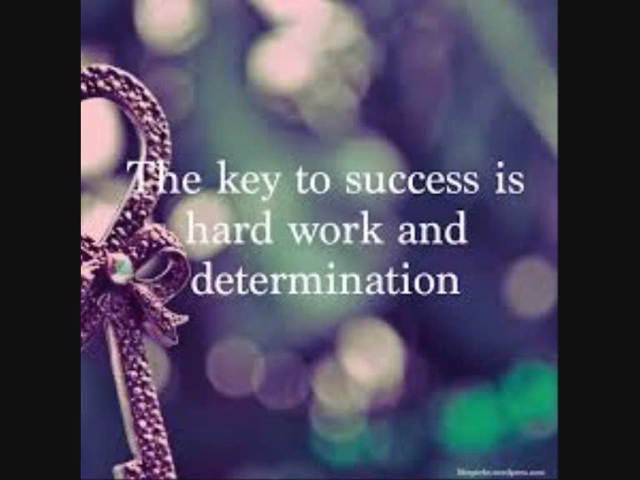 The key to success is
hard work and
determination